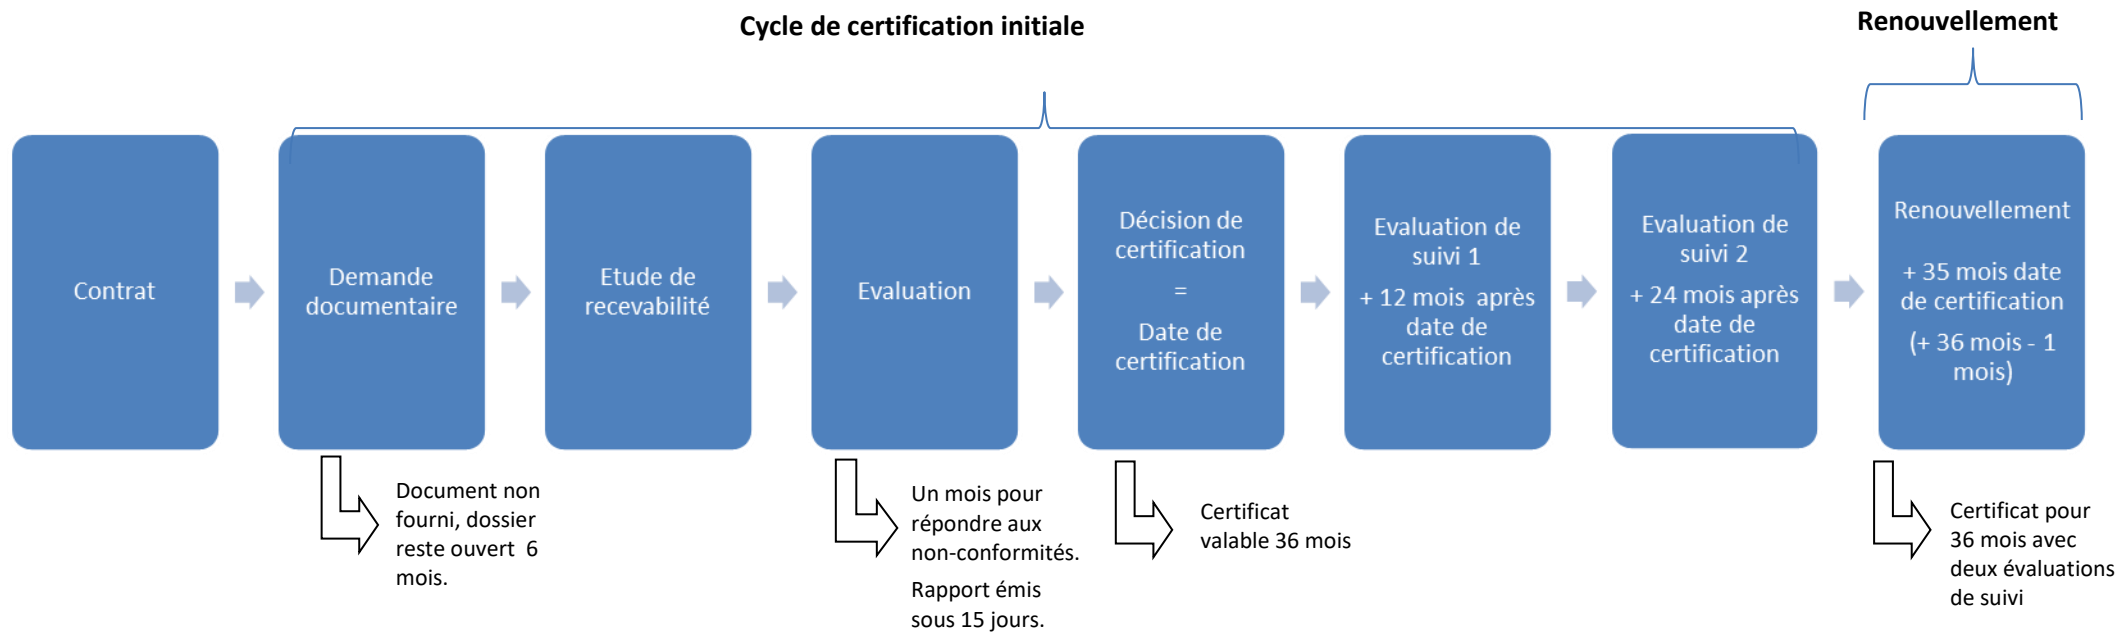 Cycle de certification initiale
Renouvellement
Contrat
Demande
documentaire
Etude de
recevabilité
Evaluation
Décision de
certification
=
Date de
certification
Evaluation de
suivi 1
+ 12 mois après
date de
certification
Evaluation de
suivi 2
+ 24 mois après
date de
certification
Renouvellement
+ 35 mois date
de certification
(+ 36 mois - 1
mois)
Document non
fourni, dossier
reste ouvert 6
mois.
Un mois pour
répondre aux
non-conformités.
Rapport émis
sous 15 jours.
Certificat
valable 36 mois
Certificat pour
36 mois avec
deux évaluations
de suivi